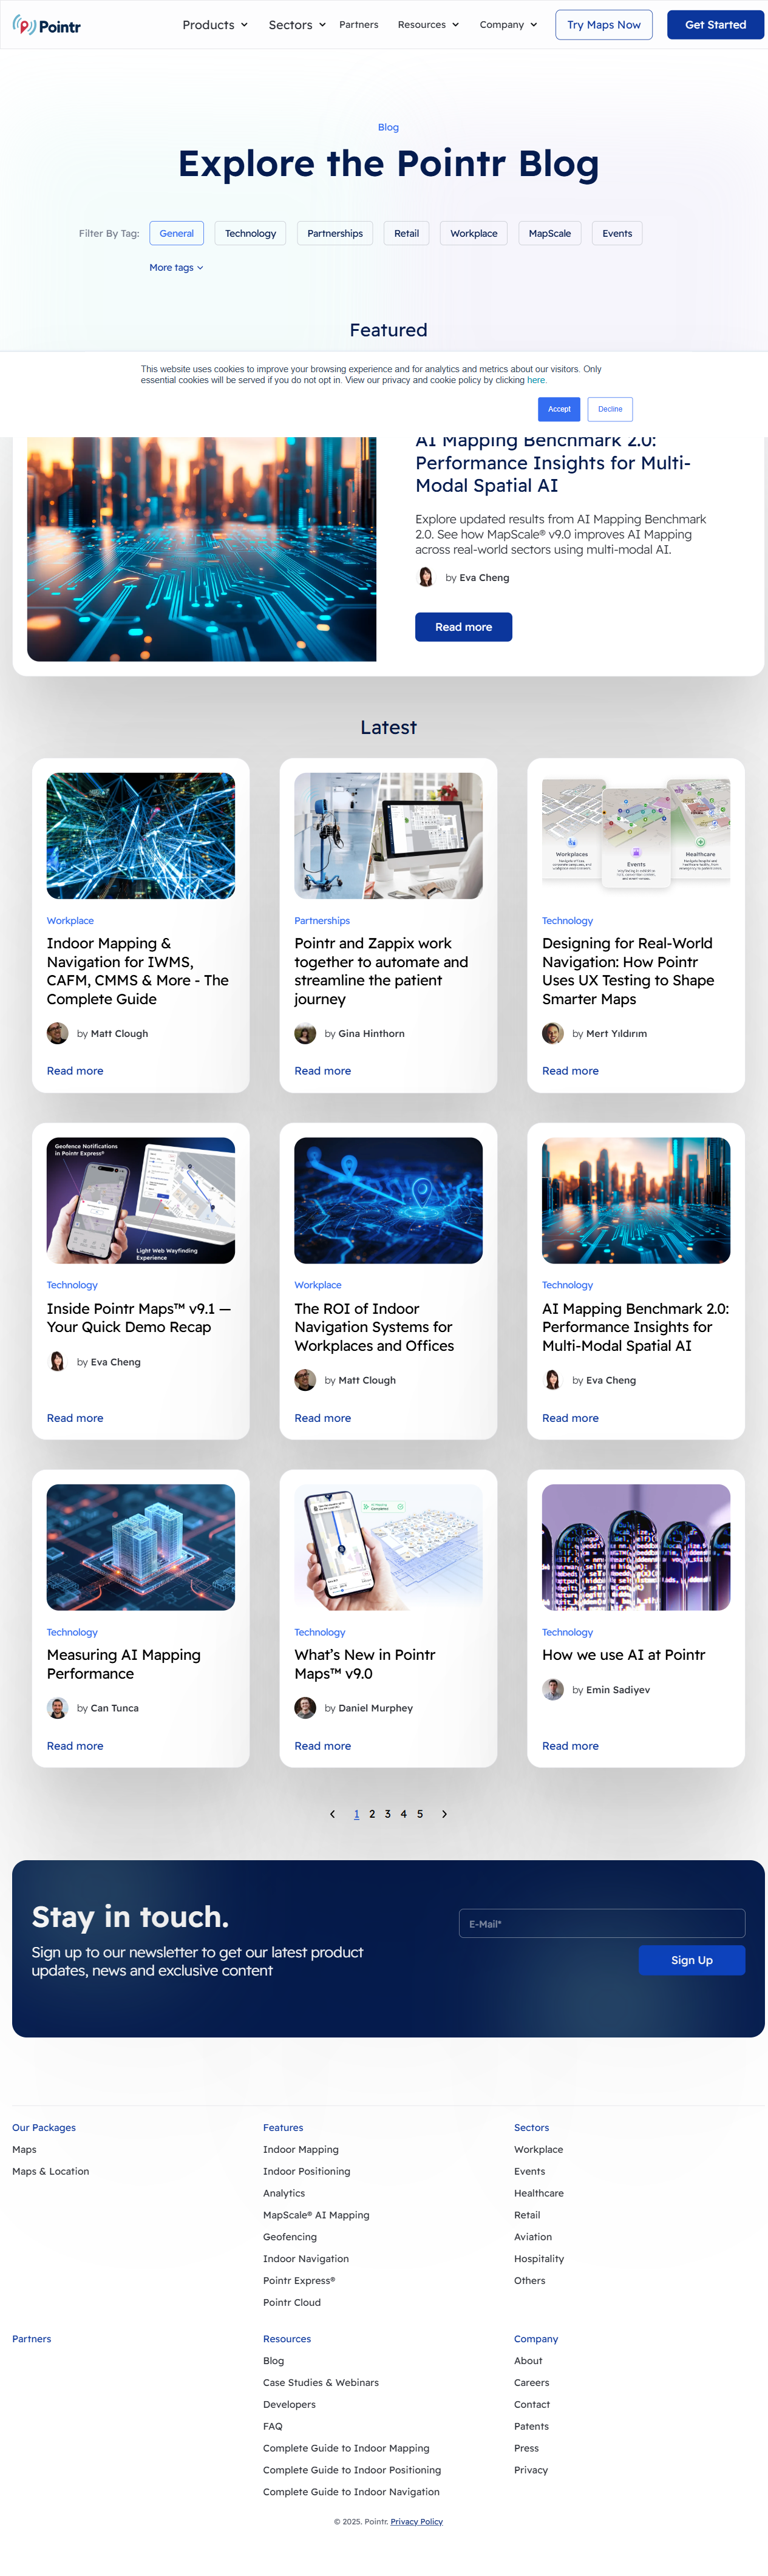 Pointr
Products
Sectors
Partners
Resources
Company
Try Maps Now
Get Started
Blog
Explore the Pointr Blog
Filter By Tag:
General
Technology
Partnerships
Retail
Workplace
MapScale
Events
More tags
Featured
This website uses cookies to improve your browsing experience and for analytics and metrics about our visitors. Only
essential cookies will be served if you do not opt in. View our privacy and cookie policy by clicking here.
Accept
Decline
AI Mapping Benchmark 2.0:
Performance Insights for Multi-
Modal Spatial AI
Explore updated results from AI Mapping Benchmark
2.0. See how MapScale® v9.0 improves AI Mapping
across real-world sectors using multi-modal AI.
by Eva Cheng
Read more
Latest
Workplace
Indoor Mapping &
Navigation for IWMS,
CAFM, CMMS & More - The
Complete Guide
by Matt Clough
Read more
Partnerships
Pointr and Zappix work
together to automate and
streamline the patient
journey
by Gina Hinthorn
Read more
Workplaces
Events
Healthcare
Technology
Designing for Real-World
Navigation: How Pointr
Uses UX Testing to Shape
Smarter Maps
by Mert Yıldırım
Read more
Geofence Notifications
in Pointr Express®
Light Web Wayfinding
Experience
Technology
Inside Pointr Maps™ v9.1 —
Your Quick Demo Recap
by Eva Cheng
Read more
Workplace
The ROI of Indoor
Navigation Systems for
Workplaces and Offices
by Matt Clough
Read more
Technology
AI Mapping Benchmark 2.0:
Performance Insights for
Multi-Modal Spatial AI
by Eva Cheng
Read more
Technology
Measuring AI Mapping
Performance
by Can Tunca
Read more
Technology
What’s New in Pointr
Maps™ v9.0
by Daniel Murphey
Read more
Technology
How we use AI at Pointr
by Emin Sadiyev
Read more
1 2 3 4 5
Stay in touch.
Sign up to our newsletter to get our latest product
updates, news and exclusive content
E-Mail*
Sign Up
Our Packages
Maps
Maps & Location
Features
Indoor Mapping
Indoor Positioning
Analytics
MapScale® AI Mapping
Geofencing
Indoor Navigation
Pointr Express®
Pointr Cloud
Sectors
Workplace
Events
Healthcare
Retail
Aviation
Hospitality
Others
Partners
Resources
Blog
Case Studies & Webinars
Developers
FAQ
Complete Guide to Indoor Mapping
Complete Guide to Indoor Positioning
Complete Guide to Indoor Navigation
Company
About
Careers
Contact
Patents
Press
Privacy
© 2025. Pointr. Privacy Policy